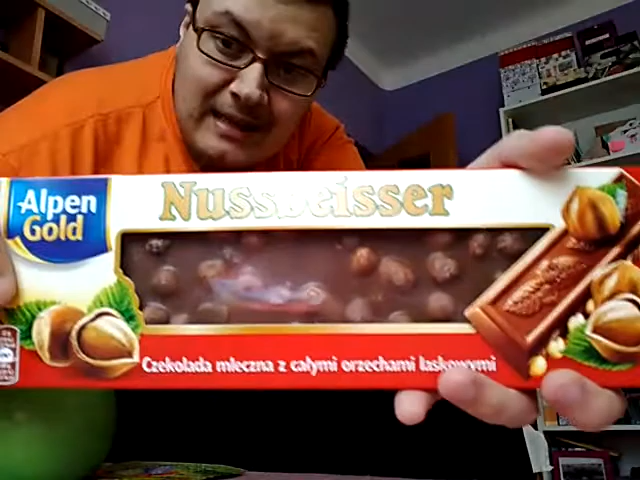 Alpen
Gold
Nussbeisser
Czekolada mleczna z całymi orzechami laskowymi